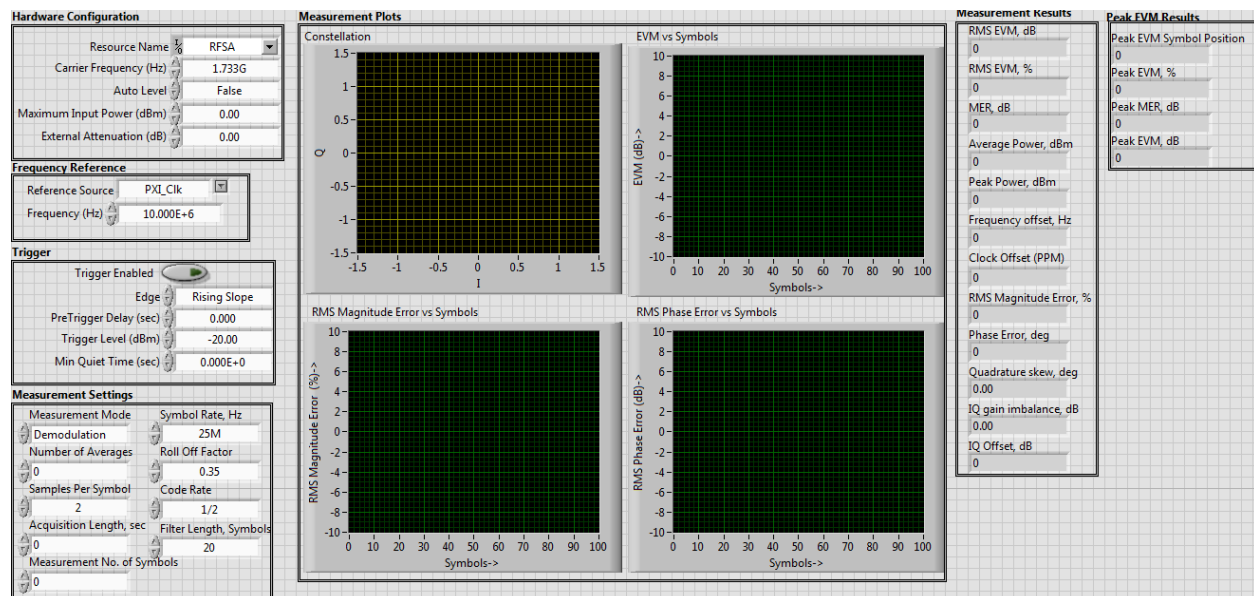 Hardware Configuration
Resource Name RFSA
Carrier Frequency (Hz) 1.733G
Auto Level False
Maximum Input Power (dBm) 0.00
External Attenuation (dB) 0.00
Frequency Reference
Reference Source PXI_Clk
Frequency (Hz) 10.000E+6
Trigger
Trigger Enabled
Edge Rising Slope
PreTrigger Delay (sec) 0.000
Trigger Level (dBm) -20.00
Min Quiet Time (sec) 0.000E+0
Measurement Settings
Measurement Mode Symbol Rate, Hz
Demodulation 25M
Number of Averages Roll Off Factor
0 0.35
Samples Per Symbol Code Rate
2 1/2
Acquisition Length, sec Filter Length, Symbols
0 20
Measurement No. of Symbols
0
Measurement Plots
Constellation
1.5
1
0.5
Q 0
-0.5
-1
-1.5
-1.5 -1 -0.5 0 0.5 1 1.5
I
EVM vs Symbols
10
8
6
4
2
EVM (dB)-> 0
-2
-4
-6
-8
-10
0 10 20 30 40 50 60 70 80 90 100
Symbols->
RMS Magnitude Error vs Symbols
10
8
6
4
2
RMS Magnitude Error (%)-> 0
-2
-4
-6
-8
-10
0 10 20 30 40 50 60 70 80 90 100
Symbols->
RMS Phase Error vs Symbols
10
8
6
4
2
RMS Phase Error (dB)-> 0
-2
-4
-6
-8
-10
0 10 20 30 40 50 60 70 80 90 100
Symbols->
Measurement Results
RMS EVM, dB
0
RMS EVM, %
0
MER, dB
0
Average Power, dBm
0
Peak Power, dBm
0
Frequency offset, Hz
0
Clock Offset (PPM)
0
RMS Magnitude Error, %
0
Phase Error, deg
0
Quadrature skew, deg
0.00
IQ gain imbalance, dB
0.00
IQ Offset, dB
0
Peak EVM Results
Peak EVM Symbol Position
0
Peak EVM, %
0
Peak MER, dB
0
Peak EVM, dB
0